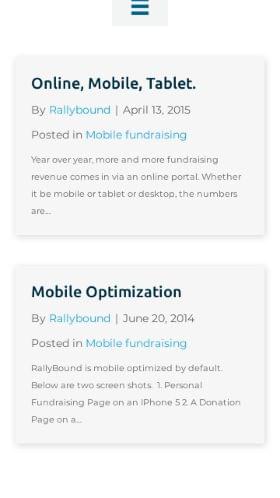 Online, Mobile, Tablet.
By Rallybound | April 13, 2015
Posted in Mobile fundraising
Year over year, more and more fundraising
revenue comes in via an online portal. Whether
it be mobile or tablet or desktop, the numbers
are...
Mobile Optimization
By Rallybound | June 20, 2014
Posted in Mobile fundraising
RallyBound is mobile optimized by default.
Below are two screen shots. 1. Personal
Fundraising Page on an IPhone 5 2. A Donation
Page on a...